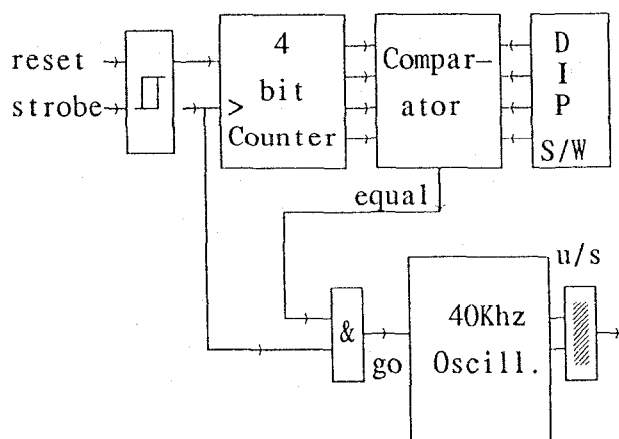 reset
strobe
4
bit
>
Counter
Compar-
ator
D
I
P
S/W
equal
&
go
40Khz
Oscill.
u/s